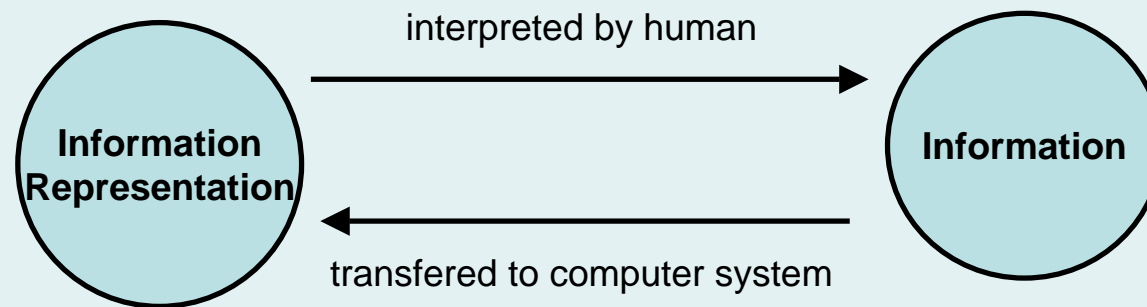 interpreted by human
Information
Representation
Information
transfered to computer system